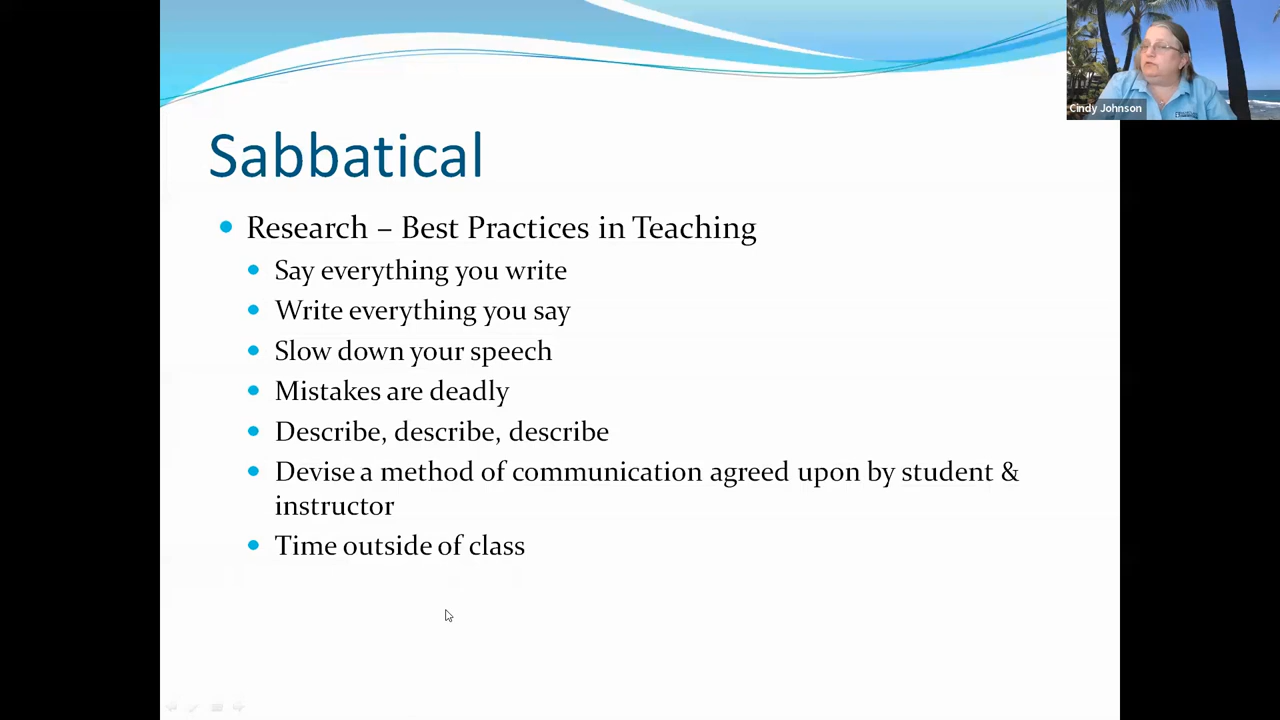 Cindy Johnson
Sabbatical
Research – Best Practices in Teaching
Say everything you write
Write everything you say
Slow down your speech
Mistakes are deadly
Describe, describe, describe
Devise a method of communication agreed upon by student &
instructor
Time outside of class